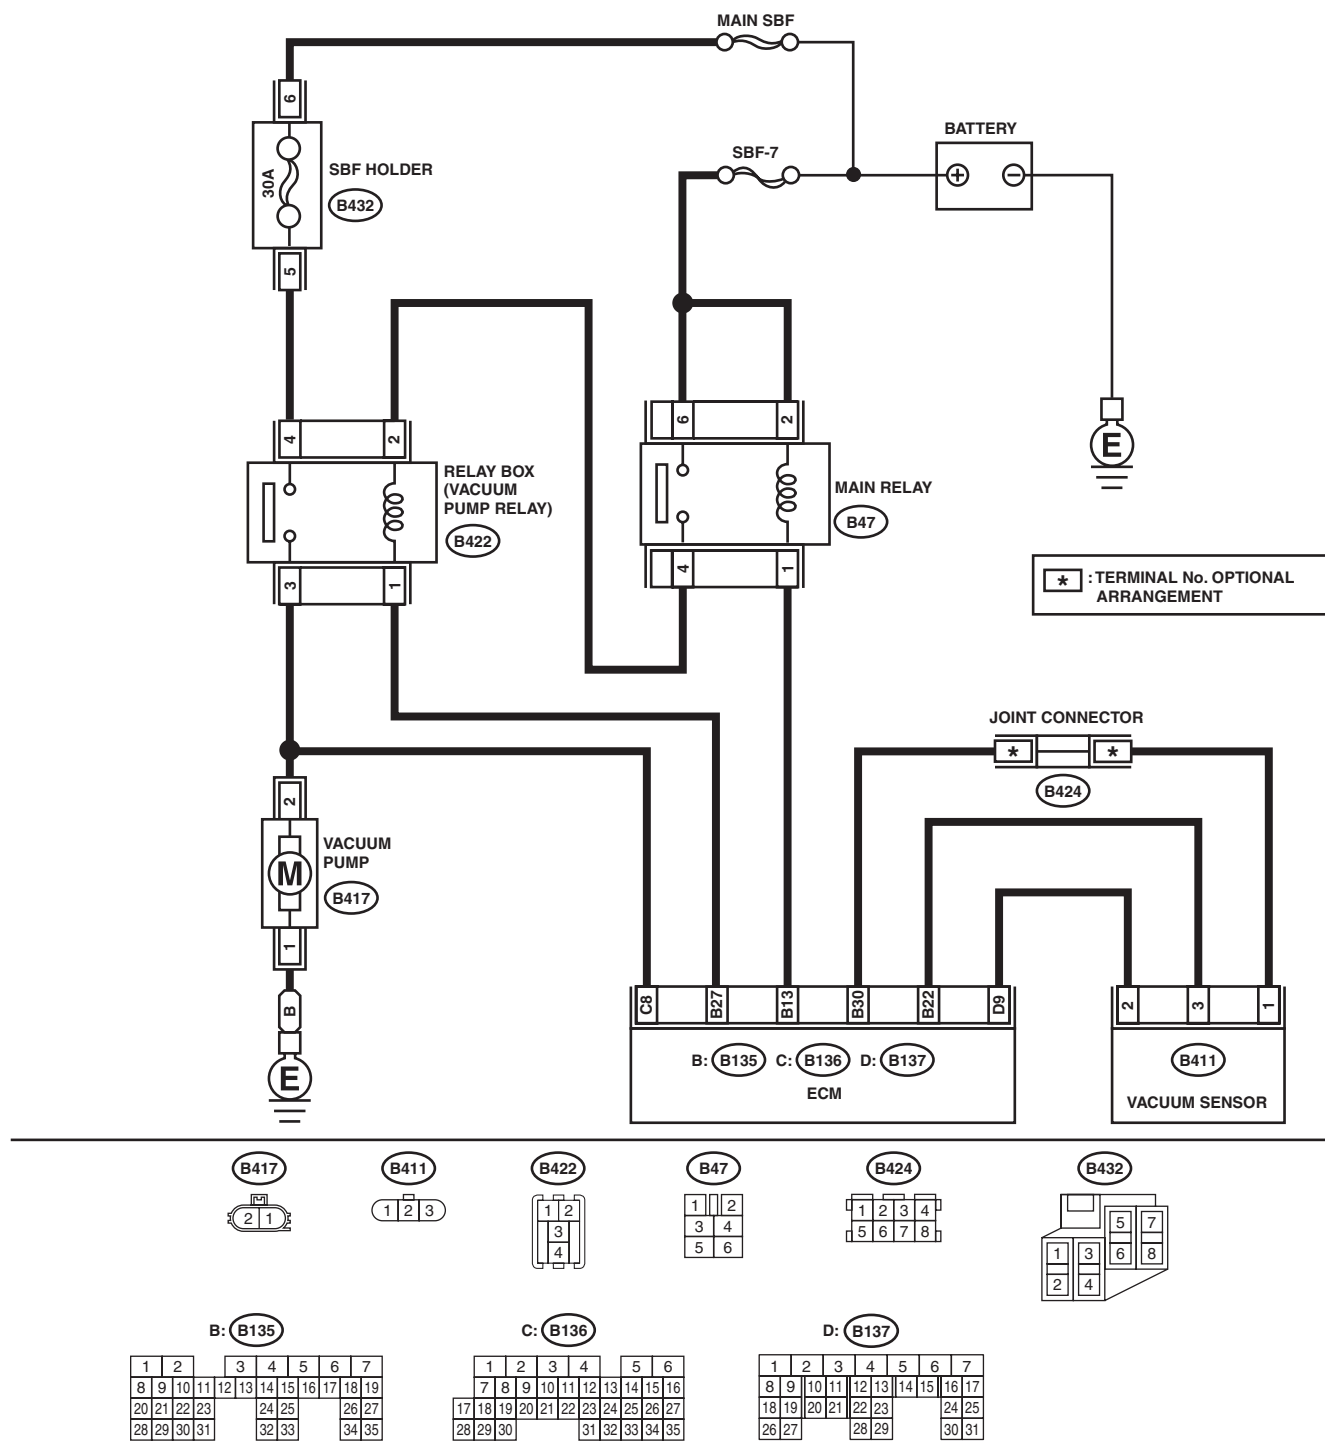 MAIN SBF
6
BATTERY
SBF-7
30A
SBF HOLDER
B432
+ −
5
4 2
6 2
RELAY BOX
(VACUUM
PUMP RELAY)
B422
MAIN RELAY
B47
E
3 1
4 1
* : TERMINAL No. OPTIONAL
ARRANGEMENT
JOINT CONNECTOR
* *
B424
2
VACUUM
PUMP
M
B417
1
B
E
C8 B27 B13 B30 B22 D9
2 3 1
B: B135 C: B136 D: B137
ECM
B411
VACUUM SENSOR
B417 B411 B422 B47 B424 B432
2 1
1 2 3
1 2
3
4
1 2
3 4
5 6
1 2 3 4
5 6 7 8
5 7
6 8
1 3
2 4
B: B135
1 2 3 4 5 6 7
8 9 10 11 12 13 14 15 16 17 18 19
20 21 22 23 24 25 26 27
28 29 30 31 32 33 34 35
C: B136
1 2 3 4 5 6
7 8 9 10 11 12 13 14 15 16
17 18 19 20 21 22 23 24 25 26 27
28 29 30 31 32 33 34 35
D: B137
1 2 3 4 5 6 7
8 9 10 11 12 13 14 15 16 17
18 19 20 21 22 23 24 25
26 27 28 29 30 31